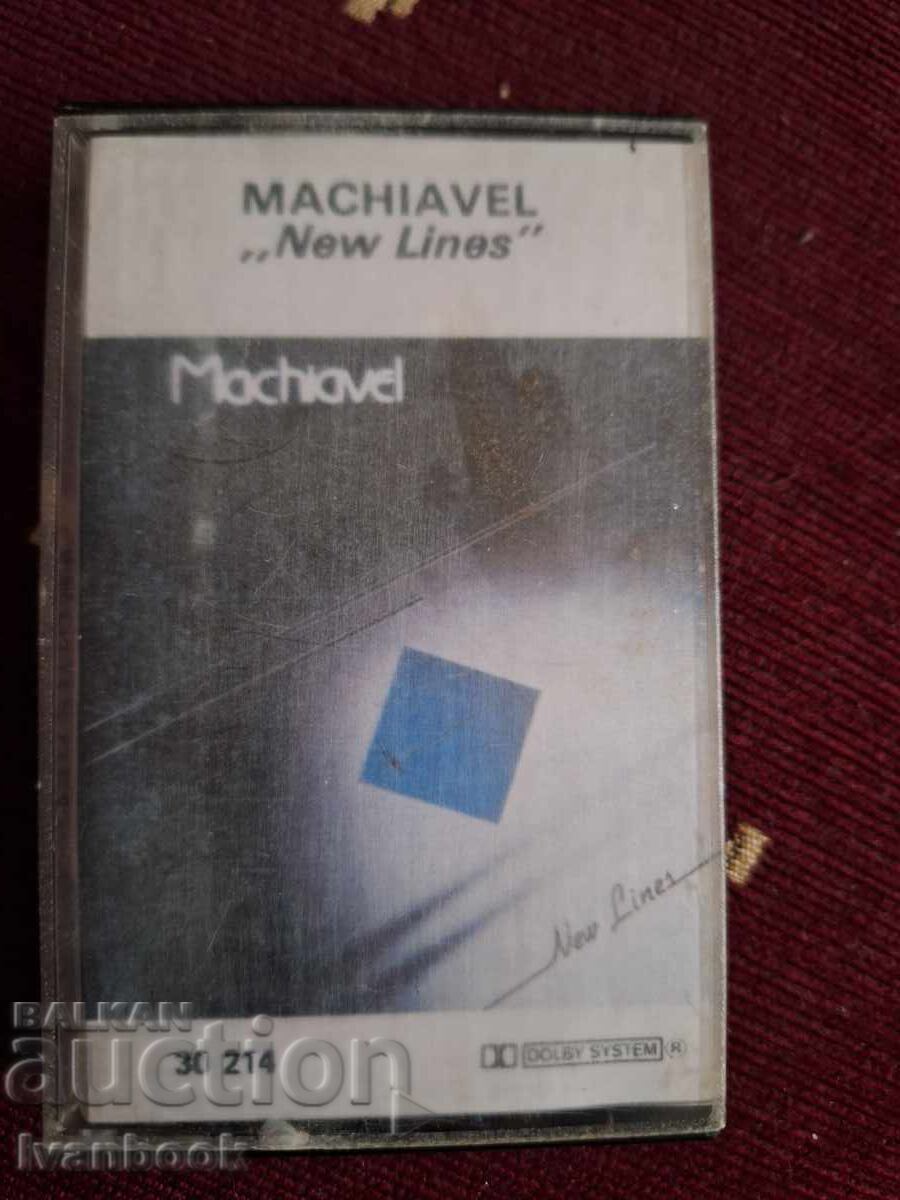 MACHIAVEL
„New Lines"
Machiavel
New Lines
30 214
DOLBY SYSTEM ®
BALKAN
auction
Ivanbook